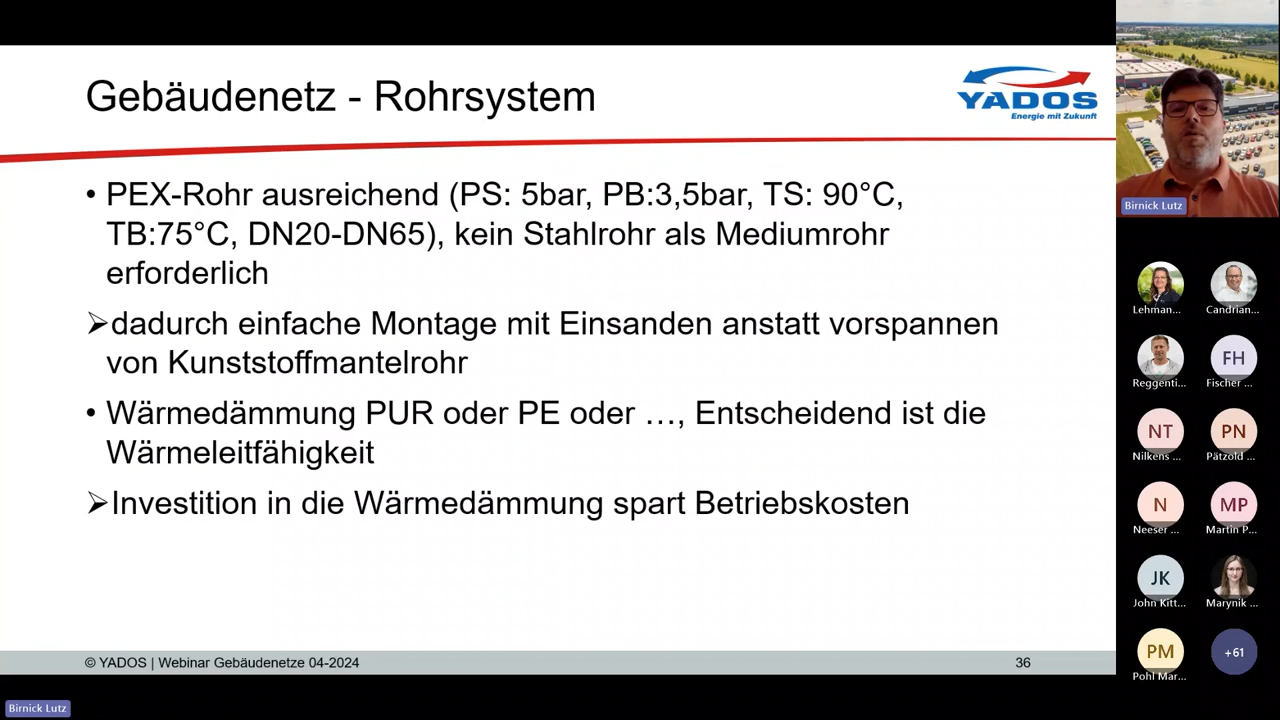 Gebäudenetz - Rohrsystem
YADOS
Energie mit Zukunft
• PEX-Rohr ausreichend (PS: 5bar, PB:3,5bar, TS: 90°C,
TB:75°C, DN20-DN65), kein Stahlrohr als Mediumrohr
erforderlich
➢dadurch einfache Montage mit Einsanden anstatt vorspannen
von Kunststoffmantelrohr
• Wärmedämmung PUR oder PE oder …, Entscheidend ist die
Wärmeleitfähigkeit
➢Investition in die Wärmedämmung spart Betriebskosten
© YADOS | Webinar Gebäudenetze 04-2024
36
Birnick Lutz
Birnick Lutz
Lehman...
Candrian...
Reggenti...
FH
Fischer ...
NT
Nilkens ...
PN
Pätzold ...
N
Neeser ...
MP
Martin P...
JK
John Kitt...
Marynik ...
PM
Pohl Mar...
+61